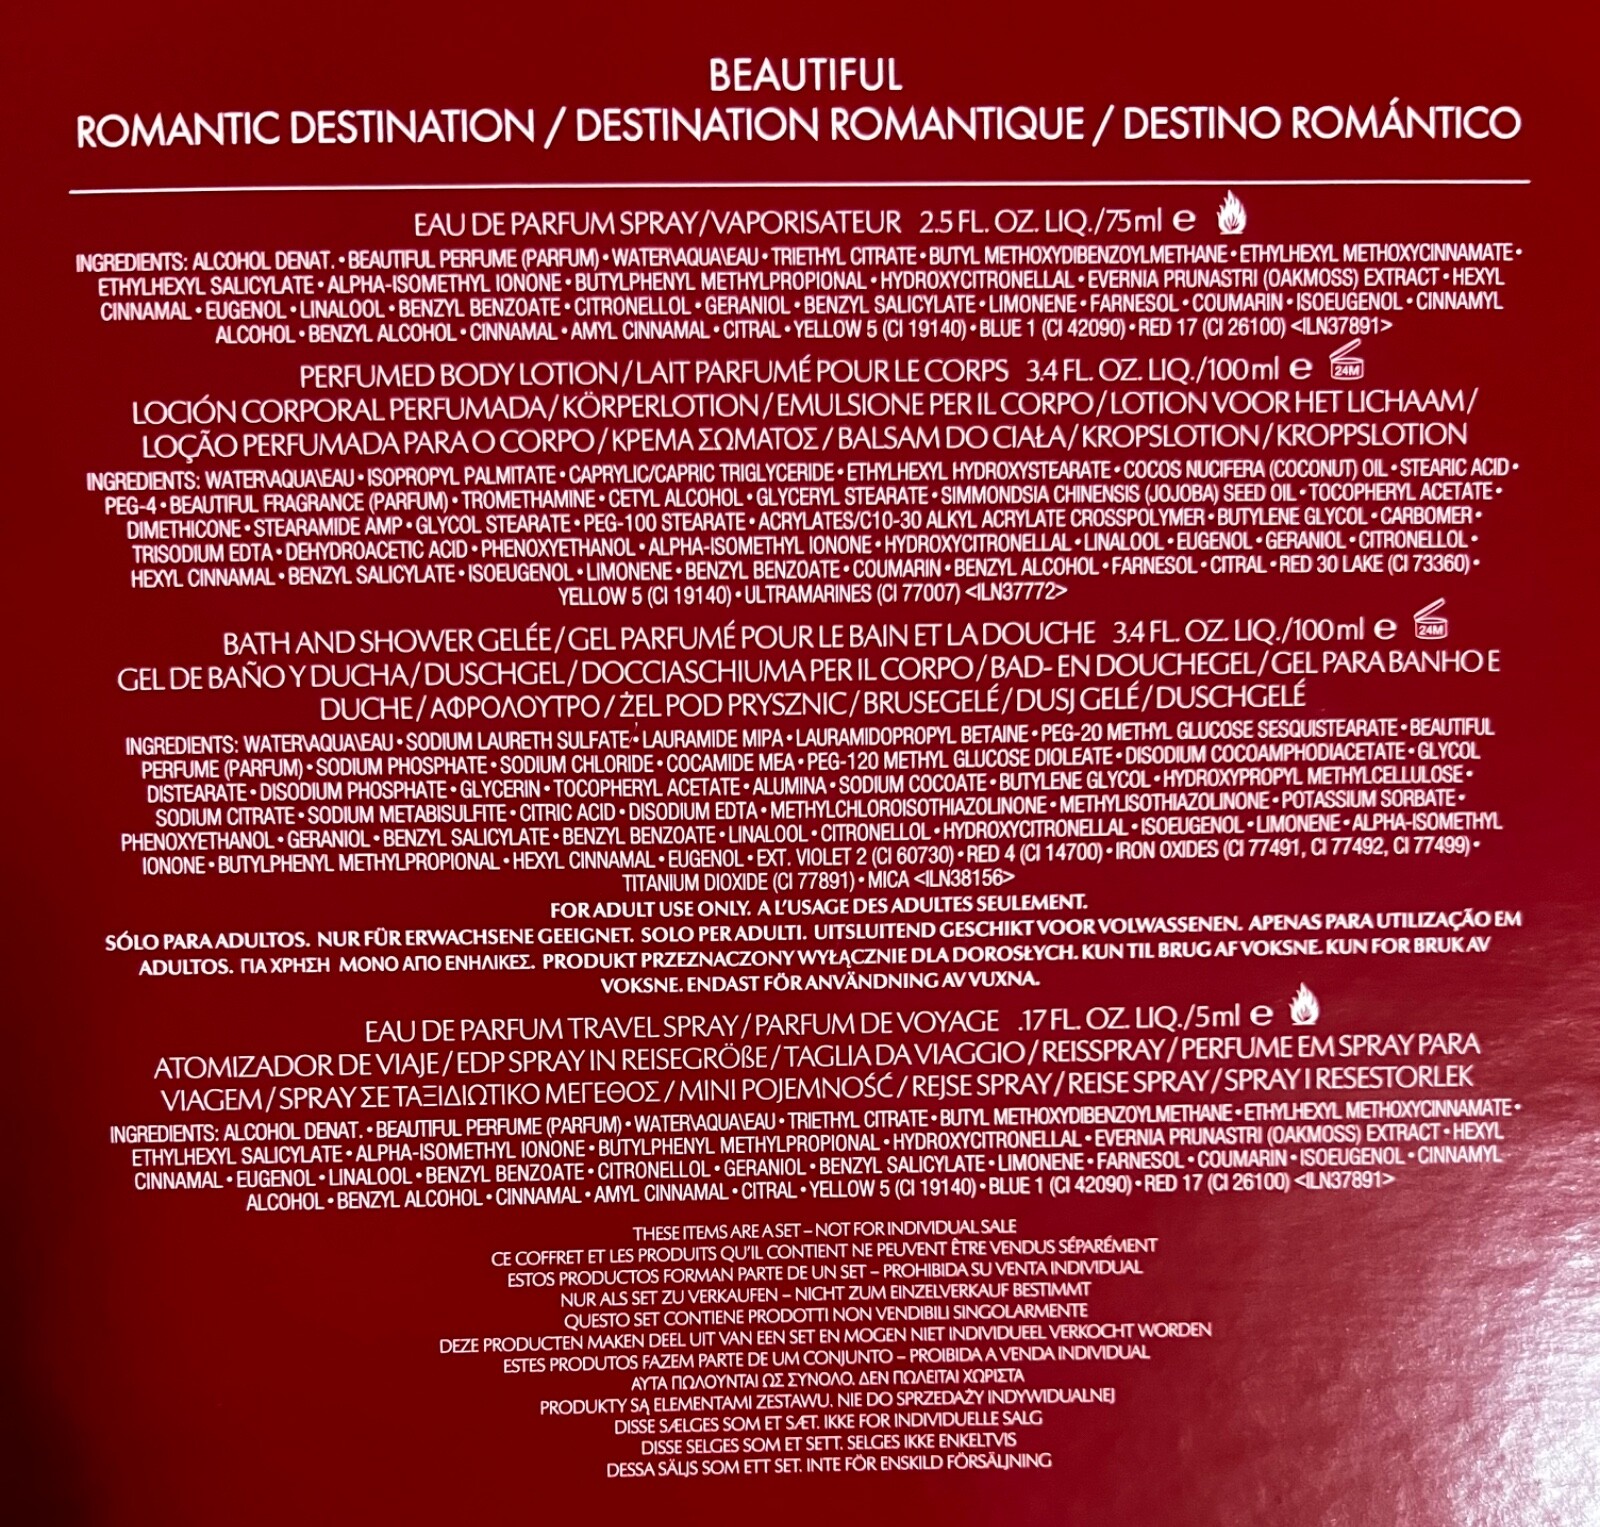 BEAUTIFUL
ROMANTIC DESTINATION / DESTINATION ROMANTIQUE / DESTINO ROMÁNTICO
EAU DE PARFUM SPRAY/VAPORISATEUR 2.5 FL. OZ. LIQ./75ml ℮
INGREDIENTS: ALCOHOL DENAT. • BEAUTIFUL PERFUME (PARFUM) • WATER\AQUA\EAU • TRIETHYL CITRATE • BUTYL METHOXYDIBENZOYLMETHANE • ETHYLHEXYL METHOXYCINNAMATE •
ETHYLHEXYL SALICYLATE • ALPHA-ISOMETHYL IONONE • BUTYLPHENYL METHYLPROPIONAL • HYDROXYCITRONELLAL • EVERNIA PRUNASTRI (OAKMOSS) EXTRACT • HEXYL
CINNAMAL • EUGENOL • LINALOOL • BENZYL BENZOATE • CITRONELLOL • GERANIOL • BENZYL SALICYLATE • LIMONENE • FARNESOL • COUMARIN • ISOEUGENOL • CINNAMYL
ALCOHOL • BENZYL ALCOHOL • CINNAMAL • AMYL CINNAMAL • CITRAL • YELLOW 5 (CI 19140) • BLUE 1 (CI 42090) • RED 17 (CI 26100) <ILN37891>
PERFUMED BODY LOTION / LAIT PARFUMÉ POUR LE CORPS 3.4 FL. OZ. LIQ./100ml ℮ 24M
LOCIÓN CORPORAL PERFUMADA / KÖRPERLOTION / EMULSIONE PER IL CORPO / LOTION VOOR HET LICHAAM /
LOÇÃO PERFUMADA PARA O CORPO / ΚΡΕΜΑ ΣΩΜΑΤΟΣ / BALSAM DO CIAŁA / KROPSLOTION / KROPPSLOTION
INGREDIENTS: WATER\AQUA\EAU • ISOPROPYL PALMITATE • CAPRYLIC/CAPRIC TRIGLYCERIDE • ETHYLHEXYL HYDROXYSTEARATE • COCOS NUCIFERA (COCONUT) OIL • STEARIC ACID •
PEG-4 • BEAUTIFUL FRAGRANCE (PARFUM) • TROMETHAMINE • CETYL ALCOHOL • GLYCERYL STEARATE • SIMMONDSIA CHINENSIS (JOJOBA) SEED OIL • TOCOPHERYL ACETATE •
DIMETHICONE • STEARAMIDE AMP • GLYCOL STEARATE • PEG-100 STEARATE • ACRYLATES/C10-30 ALKYL ACRYLATE CROSSPOLYMER • BUTYLENE GLYCOL • CARBOMER •
TRISODIUM EDTA • DEHYDROACETIC ACID • PHENOXYETHANOL • ALPHA-ISOMETHYL IONONE • HYDROXYCITRONELLAL • LINALOOL • EUGENOL • GERANIOL • CITRONELLOL •
HEXYL CINNAMAL • BENZYL SALICYLATE • ISOEUGENOL • LIMONENE • BENZYL BENZOATE • COUMARIN • BENZYL ALCOHOL • FARNESOL • CITRAL • RED 30 LAKE (CI 73360) •
YELLOW 5 (CI 19140) • ULTRAMARINES (CI 77007) <ILN37772>
BATH AND SHOWER GELÉE / GEL PARFUMÉ POUR LE BAIN ET LA DOUCHE 3.4 FL. OZ. LIQ./100ml ℮ 24M
GEL DE BAÑO Y DUCHA / DUSCHGEL / DOCCIASCHIUMA PER IL CORPO / BAD- EN DOUCHEGEL / GEL PARA BANHO E
DUCHE / ΑΦΡΟΛΟΥΤΡΟ / ŻEL POD PRYSZNIC / BRUSEGELÉ / DUSJ GELÉ / DUSCHGELÉ
INGREDIENTS: WATER\AQUA\EAU • SODIUM LAURETH SULFATE • LAURAMIDE MIPA • LAURAMIDOPROPYL BETAINE • PEG-20 METHYL GLUCOSE SESQUISTEARATE • BEAUTIFUL
PERFUME (PARFUM) • SODIUM PHOSPHATE • SODIUM CHLORIDE • COCAMIDE MEA • PEG-120 METHYL GLUCOSE DIOLEATE • DISODIUM COCOAMPHODIACETATE • GLYCOL
DISTEARATE • DISODIUM PHOSPHATE • GLYCERIN • TOCOPHERYL ACETATE • ALUMINA • SODIUM COCOATE • BUTYLENE GLYCOL • HYDROXYPROPYL METHYLCELLULOSE •
SODIUM CITRATE • SODIUM METABISULFITE • CITRIC ACID • DISODIUM EDTA • METHYLCHLOROISOTHIAZOLINONE • METHYLISOTHIAZOLINONE • POTASSIUM SORBATE •
PHENOXYETHANOL • GERANIOL • BENZYL SALICYLATE • BENZYL BENZOATE • LINALOOL • CITRONELLOL • HYDROXYCITRONELLAL • ISOEUGENOL • LIMONENE • ALPHA-ISOMETHYL
IONONE • BUTYLPHENYL METHYLPROPIONAL • HEXYL CINNAMAL • EUGENOL • EXT. VIOLET 2 (CI 60730) • RED 4 (CI 14700) • IRON OXIDES (CI 77491, CI 77492, CI 77499) •
TITANIUM DIOXIDE (CI 77891) • MICA <ILN38156>
FOR ADULT USE ONLY. A L'USAGE DES ADULTES SEULEMENT.
SÓLO PARA ADULTOS. NUR FÜR ERWACHSENE GEEIGNET. SOLO PER ADULTI. UITSLUITEND GESCHIKT VOOR VOLWASSENEN. APENAS PARA UTILIZAÇÃO EM
ADULTOS. ΓΙΑ ΧΡΗΣΗ ΜΟΝΟ ΑΠΟ ΕΝΗΛΙΚΕΣ. PRODUKT PRZEZNACZONY WYŁĄCZNIE DLA DOROSŁYCH. KUN TIL BRUG AF VOKSNE. KUN FOR BRUK AV
VOKSNE. ENDAST FÖR ANVÄNDNING AV VUXNA.
EAU DE PARFUM TRAVEL SPRAY / PARFUM DE VOYAGE .17 FL. OZ. LIQ./5ml ℮
ATOMIZADOR DE VIAJE / EDP SPRAY IN REISEGRÖßE / TAGLIA DA VIAGGIO / REISSPRAY / PERFUME EM SPRAY PARA
VIAGEM / SPRAY ΣΕ ΤΑΞΙΔΙΩΤΙΚΟ ΜΕΓΕΘΟΣ / MINI POJEMNOŚĆ / REJSE SPRAY / REISE SPRAY / SPRAY I RESESTORLEK
INGREDIENTS: ALCOHOL DENAT. • BEAUTIFUL PERFUME (PARFUM) • WATER\AQUA\EAU • TRIETHYL CITRATE • BUTYL METHOXYDIBENZOYLMETHANE • ETHYLHEXYL METHOXYCINNAMATE •
ETHYLHEXYL SALICYLATE • ALPHA-ISOMETHYL IONONE • BUTYLPHENYL METHYLPROPIONAL • HYDROXYCITRONELLAL • EVERNIA PRUNASTRI (OAKMOSS) EXTRACT • HEXYL
CINNAMAL • EUGENOL • LINALOOL • BENZYL BENZOATE • CITRONELLOL • GERANIOL • BENZYL SALICYLATE • LIMONENE • FARNESOL • COUMARIN • ISOEUGENOL • CINNAMYL
ALCOHOL • BENZYL ALCOHOL • CINNAMAL • AMYL CINNAMAL • CITRAL • YELLOW 5 (CI 19140) • BLUE 1 (CI 42090) • RED 17 (CI 26100) <ILN37891>
THESE ITEMS ARE A SET – NOT FOR INDIVIDUAL SALE
CE COFFRET ET LES PRODUITS QU'IL CONTIENT NE PEUVENT ÊTRE VENDUS SÉPARÉMENT
ESTOS PRODUCTOS FORMAN PARTE DE UN SET – PROHIBIDA SU VENTA INDIVIDUAL
NUR ALS SET ZU VERKAUFEN – NICHT ZUM EINZELVERKAUF BESTIMMT
QUESTO SET CONTIENE PRODOTTI NON VENDIBILI SINGOLARMENTE
DEZE PRODUCTEN MAKEN DEEL UIT VAN EEN SET EN MOGEN NIET INDIVIDUEEL VERKOCHT WORDEN
ESTES PRODUTOS FAZEM PARTE DE UM CONJUNTO – PROIBIDA A VENDA INDIVIDUAL
ΑΥΤΑ ΠΩΛΟΥΝΤΑΙ ΩΣ ΣΥΝΟΛΟ. ΔΕΝ ΠΩΛΕΙΤΑΙ ΧΩΡΙΣΤΑ
PRODUKTY SĄ ELEMENTAMI ZESTAWU. NIE DO SPRZEDAŻY INDYWIDUALNEJ
DISSE SÆLGES SOM ET SÆT. IKKE FOR INDIVIDUELLE SALG
DISSE SELGES SOM ET SETT. SELGES IKKE ENKELTVIS
DESSA SÄLJS SOM ETT SET. INTE FÖR ENSKILD FÖRSÄLJNING